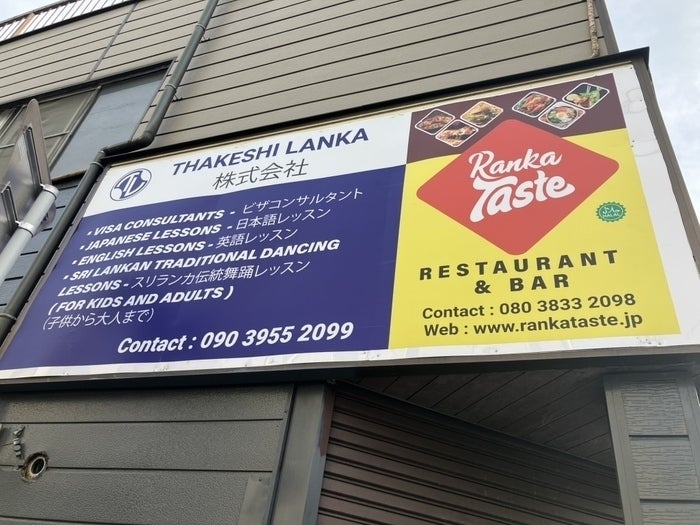 THAKESHI LANKA
株式会社
• VISA CONSULTANTS - ビザコンサルタント
• JAPANESE LESSONS - 日本語レッスン
• ENGLISH LESSONS - 英語レッスン
• SRI LANKAN TRADITIONAL DANCING
LESSONS - スリランカ伝統舞踊レッスン
( FOR KIDS AND ADULTS )
(子供から大人まで)
Contact : 090 3955 2099
Ranka
Taste
HALAL
RESTAURANT
& BAR
Contact : 080 3833 2098
Web : www.rankataste.jp